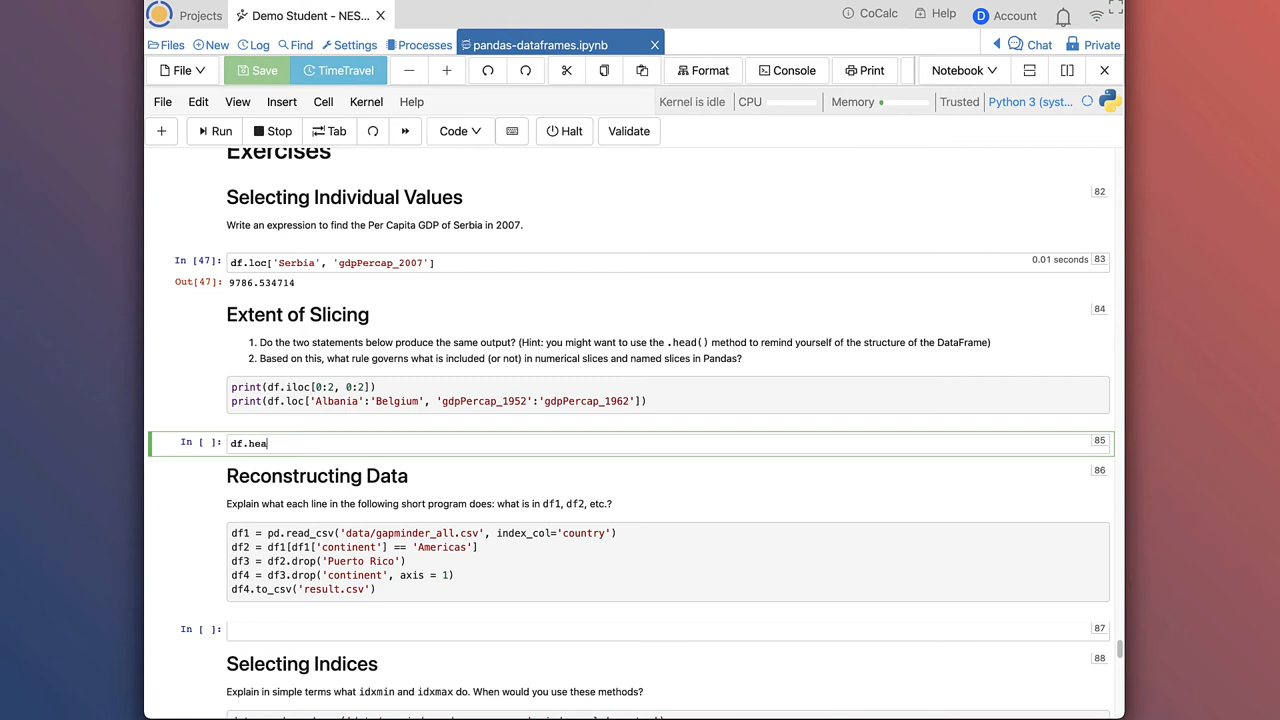 Projects
Demo Student - NES...
CoCalc
Help
Account
Files
New
Log
Find
Settings
Processes
pandas-dataframes.ipynb
Chat
Private
File
Save
TimeTravel
Format
Console
Print
Notebook
File
Edit
View
Insert
Cell
Kernel
Help
Kernel is idle
CPU
Memory
Trusted
Python 3 (syst...
Run
Stop
Tab
Code
Halt
Validate
Exercises
Selecting Individual Values
82
Write an expression to find the Per Capita GDP of Serbia in 2007.
In [47]: df.loc['Serbia', 'gdpPercap_2007']
0.01 seconds 83
Out[47]: 9786.534714
Extent of Slicing
84
1. Do the two statements below produce the same output? (Hint: you might want to use the .head() method to remind yourself of the structure of the DataFrame)
2. Based on this, what rule governs what is included (or not) in numerical slices and named slices in Pandas?
print(df.iloc[0:2, 0:2])
print(df.loc['Albania':'Belgium', 'gdpPercap_1952':'gdpPercap_1962'])
In [ ]: df.hea
85
Reconstructing Data
86
Explain what each line in the following short program does: what is in df1, df2, etc.?
df1 = pd.read_csv('data/gapminder_all.csv', index_col='country')
df2 = df1[df1['continent'] == 'Americas']
df3 = df2.drop('Puerto Rico')
df4 = df3.drop('continent', axis = 1)
df4.to_csv('result.csv')
In [ ]:
87
Selecting Indices
88
Explain in simple terms what idxmin and idxmax do. When would you use these methods?